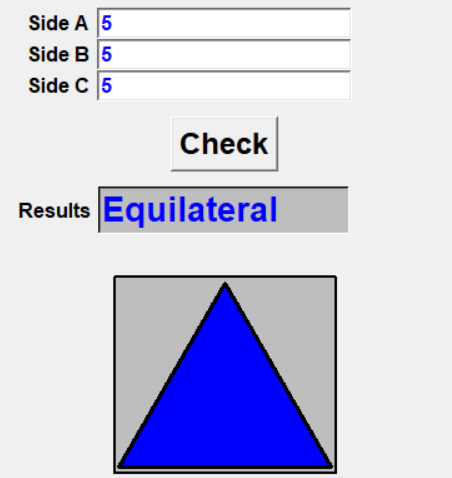 Side A 5
Side B 5
Side C 5
Check
Results Equilateral